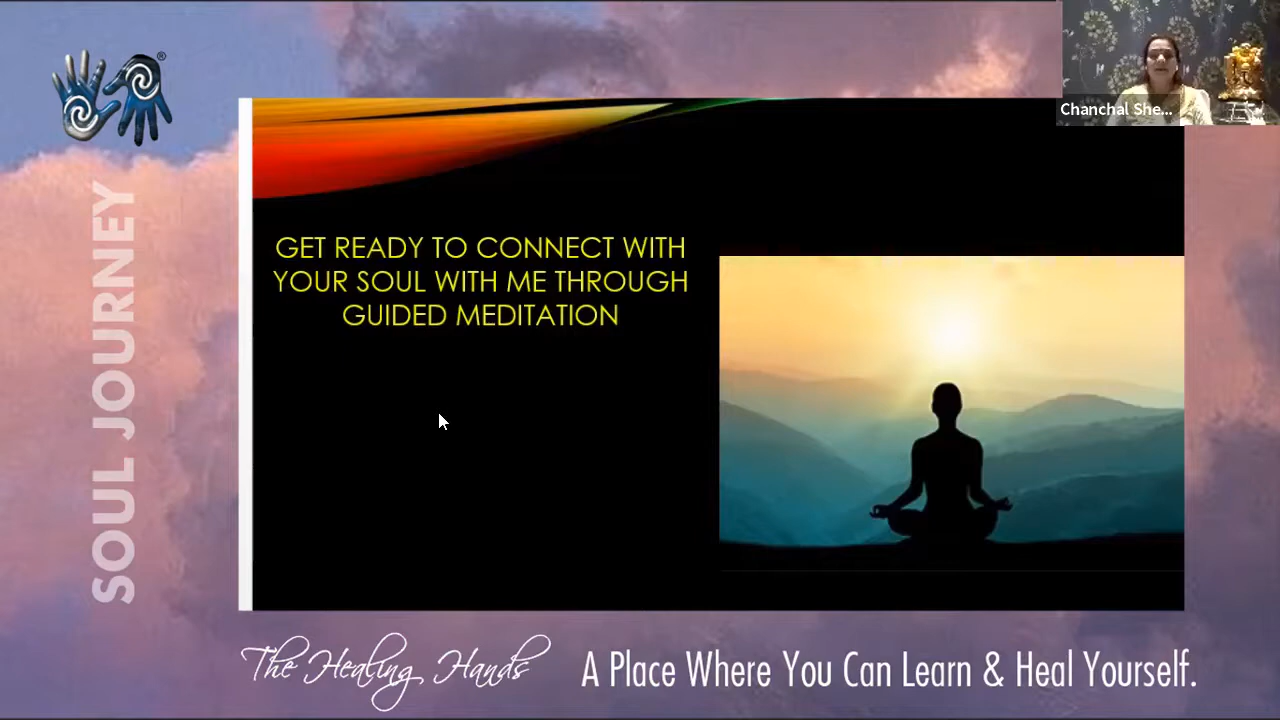 ®
Chanchal She...
SOUL JOURNEY
GET READY TO CONNECT WITH
YOUR SOUL WITH ME THROUGH
GUIDED MEDITATION
The Healing Hands
A Place Where You Can Learn & Heal Yourself.